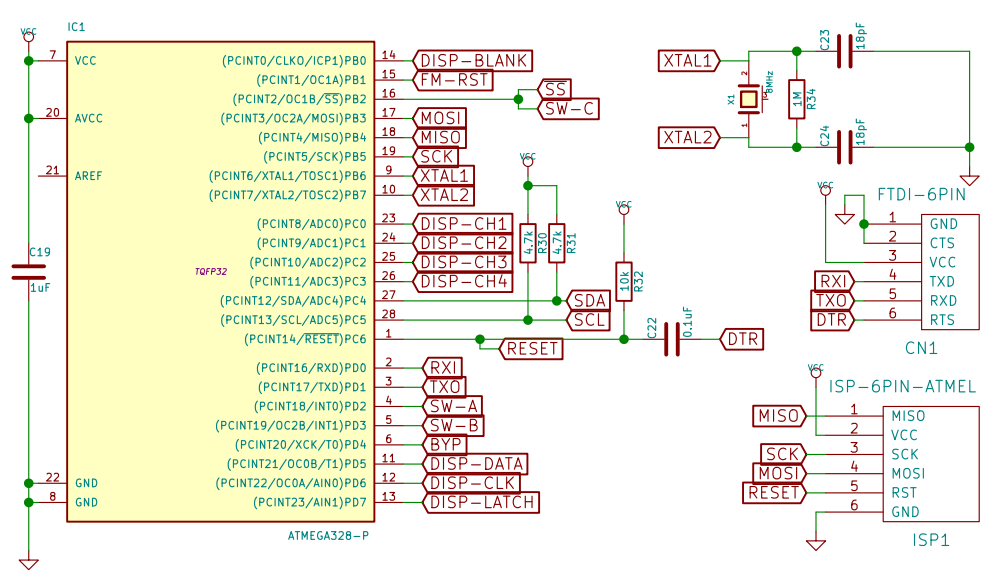 IC1
VCC
7 VCC
20 AVCC
21 AREF
C19
1uF
22 GND
8 GND
TQFP32
ATMEGA328-P
(PCINT0/CLKO/ICP1)PB0 14 DISP-BLANK
(PCINT1/OC1A)PB1 15 FM-RST
(PCINT2/OC1B/SS)PB2 16 SS
SW-C
(PCINT3/OC2A/MOSI)PB3 17 MOSI
(PCINT4/MISO)PB4 18 MISO
(PCINT5/SCK)PB5 19 SCK
(PCINT6/XTAL1/TOSC1)PB6 9 XTAL1
(PCINT7/XTAL2/TOSC2)PB7 10 XTAL2
(PCINT8/ADC0)PC0 23 DISP-CH1
(PCINT9/ADC1)PC1 24 DISP-CH2
(PCINT10/ADC2)PC2 25 DISP-CH3
(PCINT11/ADC3)PC3 26 DISP-CH4
(PCINT12/SDA/ADC4)PC4 27 SDA
(PCINT13/SCL/ADC5)PC5 28 SCL
(PCINT14/RESET)PC6 1 RESET
(PCINT16/RXD)PD0 2 RXI
(PCINT17/TXD)PD1 3 TXO
(PCINT18/INT0)PD2 4 SW-A
(PCINT19/OC2B/INT1)PD3 5 SW-B
(PCINT20/XCK/T0)PD4 6 BYP
(PCINT21/OC0B/T1)PD5 11 DISP-DATA
(PCINT22/OC0A/AIN0)PD6 12 DISP-CLK
(PCINT23/AIN1)PD7 13 DISP-LATCH
VCC
4.7k
R30
4.7k
R31
VCC
10k
R32
C22
0.1uF
DTR
XTAL1
XTAL2
X1
2
1
8MHz
1M
R34
C23
18pF
C24
18pF
VCC
FTDI-6PIN
1 GND
2 CTS
3 VCC
RXI 4 TXD
TXO 5 RXD
DTR 6 RTS
CN1
VCC
ISP-6PIN-ATMEL
MISO 1 MISO
2 VCC
SCK 3 SCK
MOSI 4 MOSI
RESET 5 RST
6 GND
ISP1